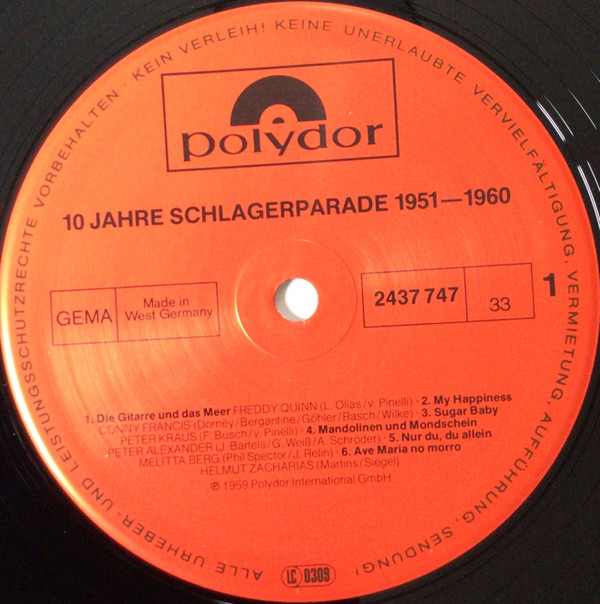 ALLE URHEBER- UND LEISTUNGSSCHUTZRECHTE VORBEHALTEN · KEIN VERLEIH! KEINE UNERLAUBTE VERVIELFÄLTIGUNG, VERMIETUNG, AUFFÜHRUNG, SENDUNG!
polydor
10 JAHRE SCHLAGERPARADE 1951—1960
GEMA
Made in
West Germany
2437 747
33
1
1. Die Gitarre und das Meer FREDDY QUINN (L. Olias/v. Pinelli) · 2. My Happiness
CONNY FRANCIS (Dorney/Bergantine/Göhler/Rasch/Wilke) · 3. Sugar Baby
PETER KRAUS (F. Busch/v. Pinelli) · 4. Mandolinen und Mondschein
PETER ALEXANDER (J. Bartels/G. Weiß/A. Schröder) · 5. Nur du, du allein
MELITTA BERG (Phil Spector/J. Relin) · 6. Ave Maria no morro
HELMUT ZACHARIAS (Martins/Siegel)
℗ 1959 Polydor International GmbH
LC 0309